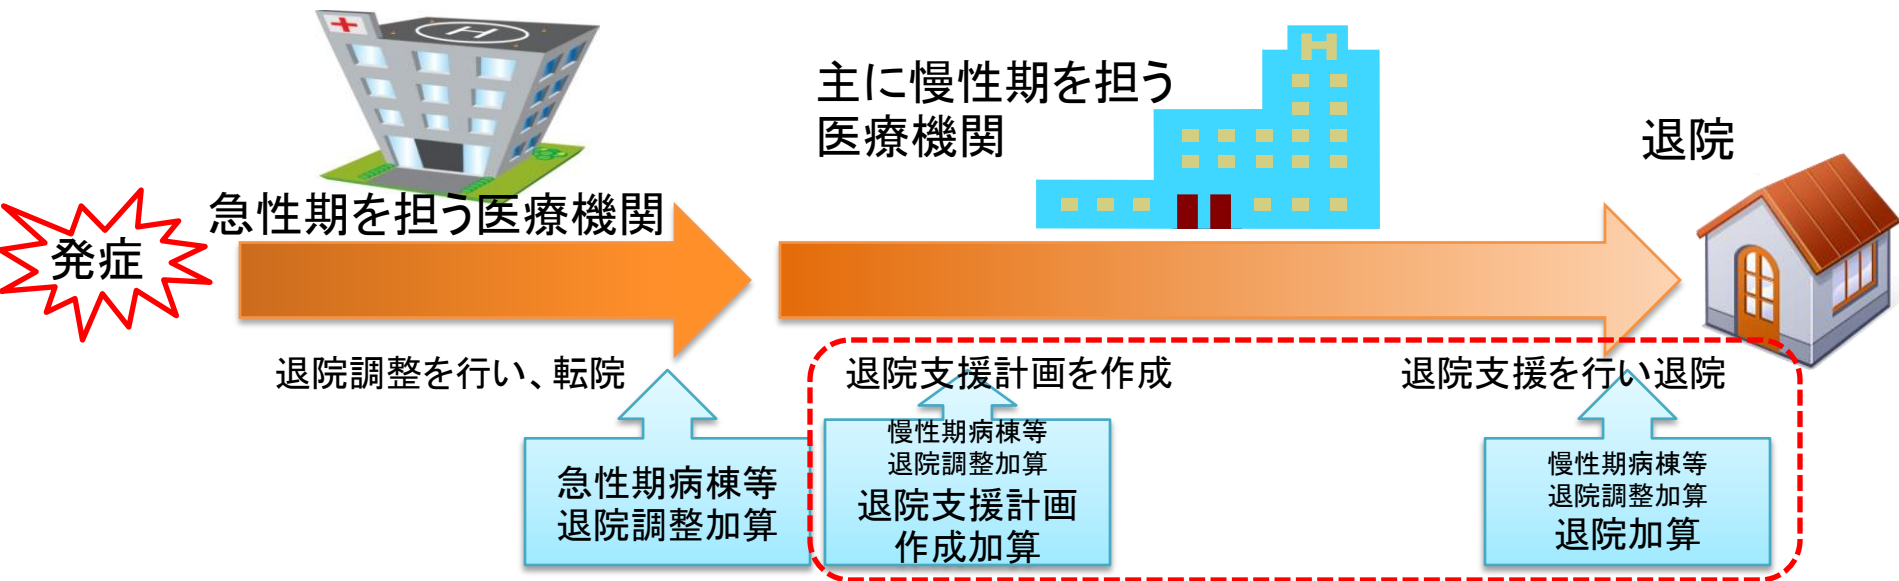 主に慢性期を担う
医療機関
退院
急性期を担う医療機関
発症
退院調整を行い、転院
退院支援計画を作成
退院支援を行い退院
急性期病棟等
退院調整加算
慢性期病棟等
退院調整加算
退院支援計画
作成加算
慢性期病棟等
退院調整加算
退院加算
H
H